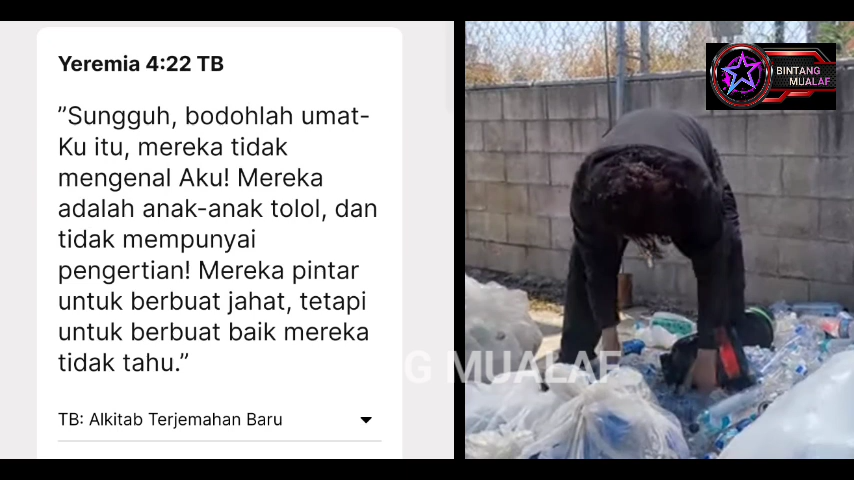 Yeremia 4:22 TB
”Sungguh, bodohlah umat-
Ku itu, mereka tidak
mengenal Aku! Mereka
adalah anak-anak tolol, dan
tidak mempunyai
pengertian! Mereka pintar
untuk berbuat jahat, tetapi
untuk berbuat baik mereka
tidak tahu.”
TB: Alkitab Terjemahan Baru
BINTANG
MUALAF
G MUALAF